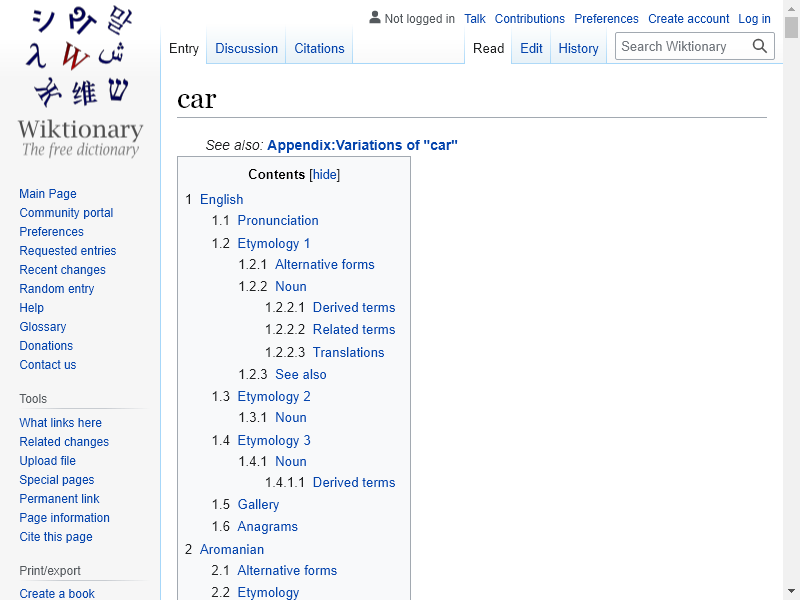 シ Ру 말
λ W ش
维 ש
Wiktionary
The free dictionary
Not logged in Talk Contributions Preferences Create account Log in
Entry Discussion Citations Read Edit History Search Wiktionary
car
See also: Appendix:Variations of "car"
Contents [hide]
1 English
1.1 Pronunciation
1.2 Etymology 1
1.2.1 Alternative forms
1.2.2 Noun
1.2.2.1 Derived terms
1.2.2.2 Related terms
1.2.2.3 Translations
1.2.3 See also
1.3 Etymology 2
1.3.1 Noun
1.4 Etymology 3
1.4.1 Noun
1.4.1.1 Derived terms
1.5 Gallery
1.6 Anagrams
2 Aromanian
2.1 Alternative forms
2.2 Etymology
Main Page
Community portal
Preferences
Requested entries
Recent changes
Random entry
Help
Glossary
Donations
Contact us
Tools
What links here
Related changes
Upload file
Special pages
Permanent link
Page information
Cite this page
Print/export
Create a book